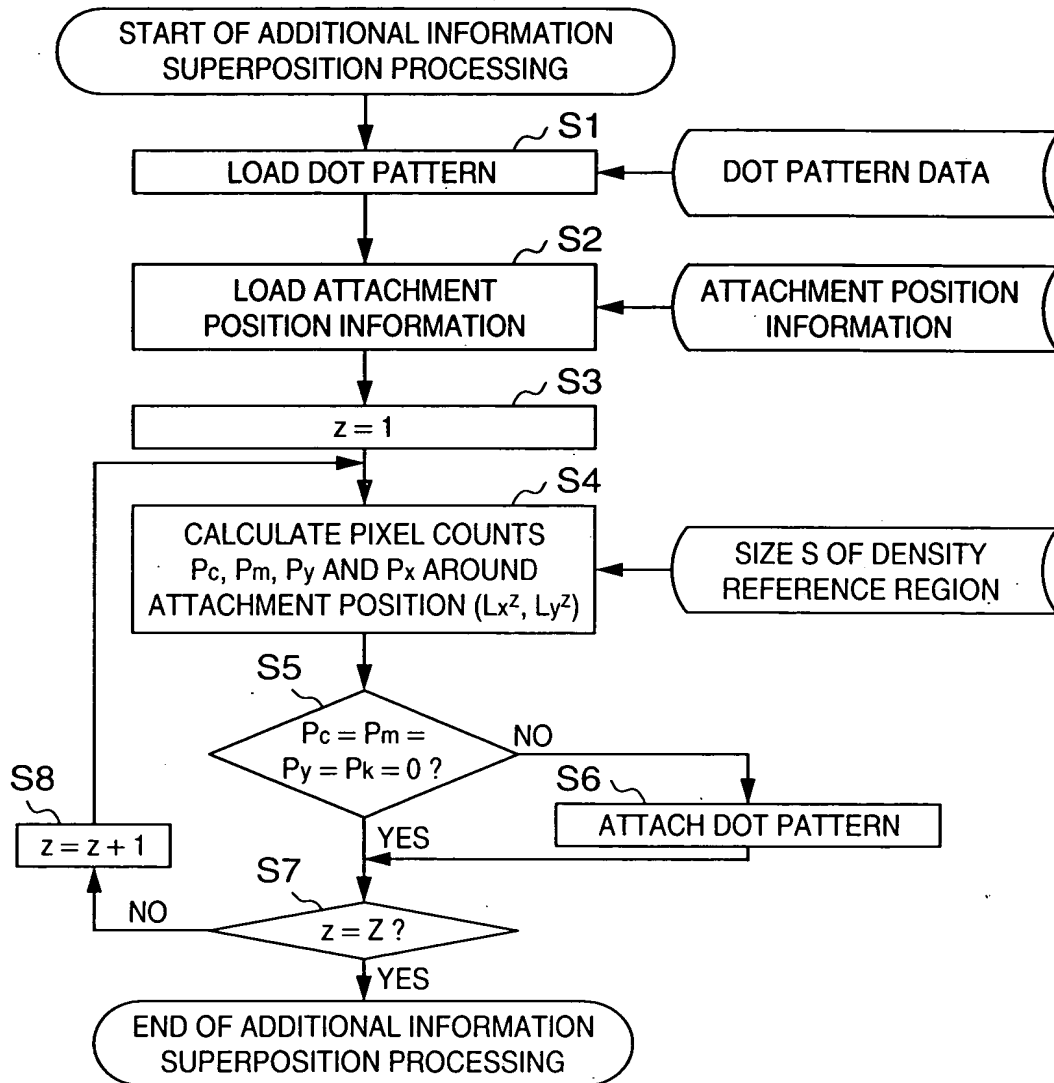 START OF ADDITIONAL INFORMATION
SUPERPOSITION PROCESSING
S1
LOAD DOT PATTERN
DOT PATTERN DATA
S2
LOAD ATTACHMENT
POSITION INFORMATION
ATTACHMENT POSITION
INFORMATION
S3
z = 1
S4
CALCULATE PIXEL COUNTS
Pc, Pm, Py AND Px AROUND
ATTACHMENT POSITION (Lx^z, Ly^z)
SIZE S OF DENSITY
REFERENCE REGION
S5
Pc = Pm =
Py = Pk = 0 ?
NO
S6
ATTACH DOT PATTERN
YES
S8
z = z + 1
S7
z = Z ?
NO
YES
END OF ADDITIONAL INFORMATION
SUPERPOSITION PROCESSING